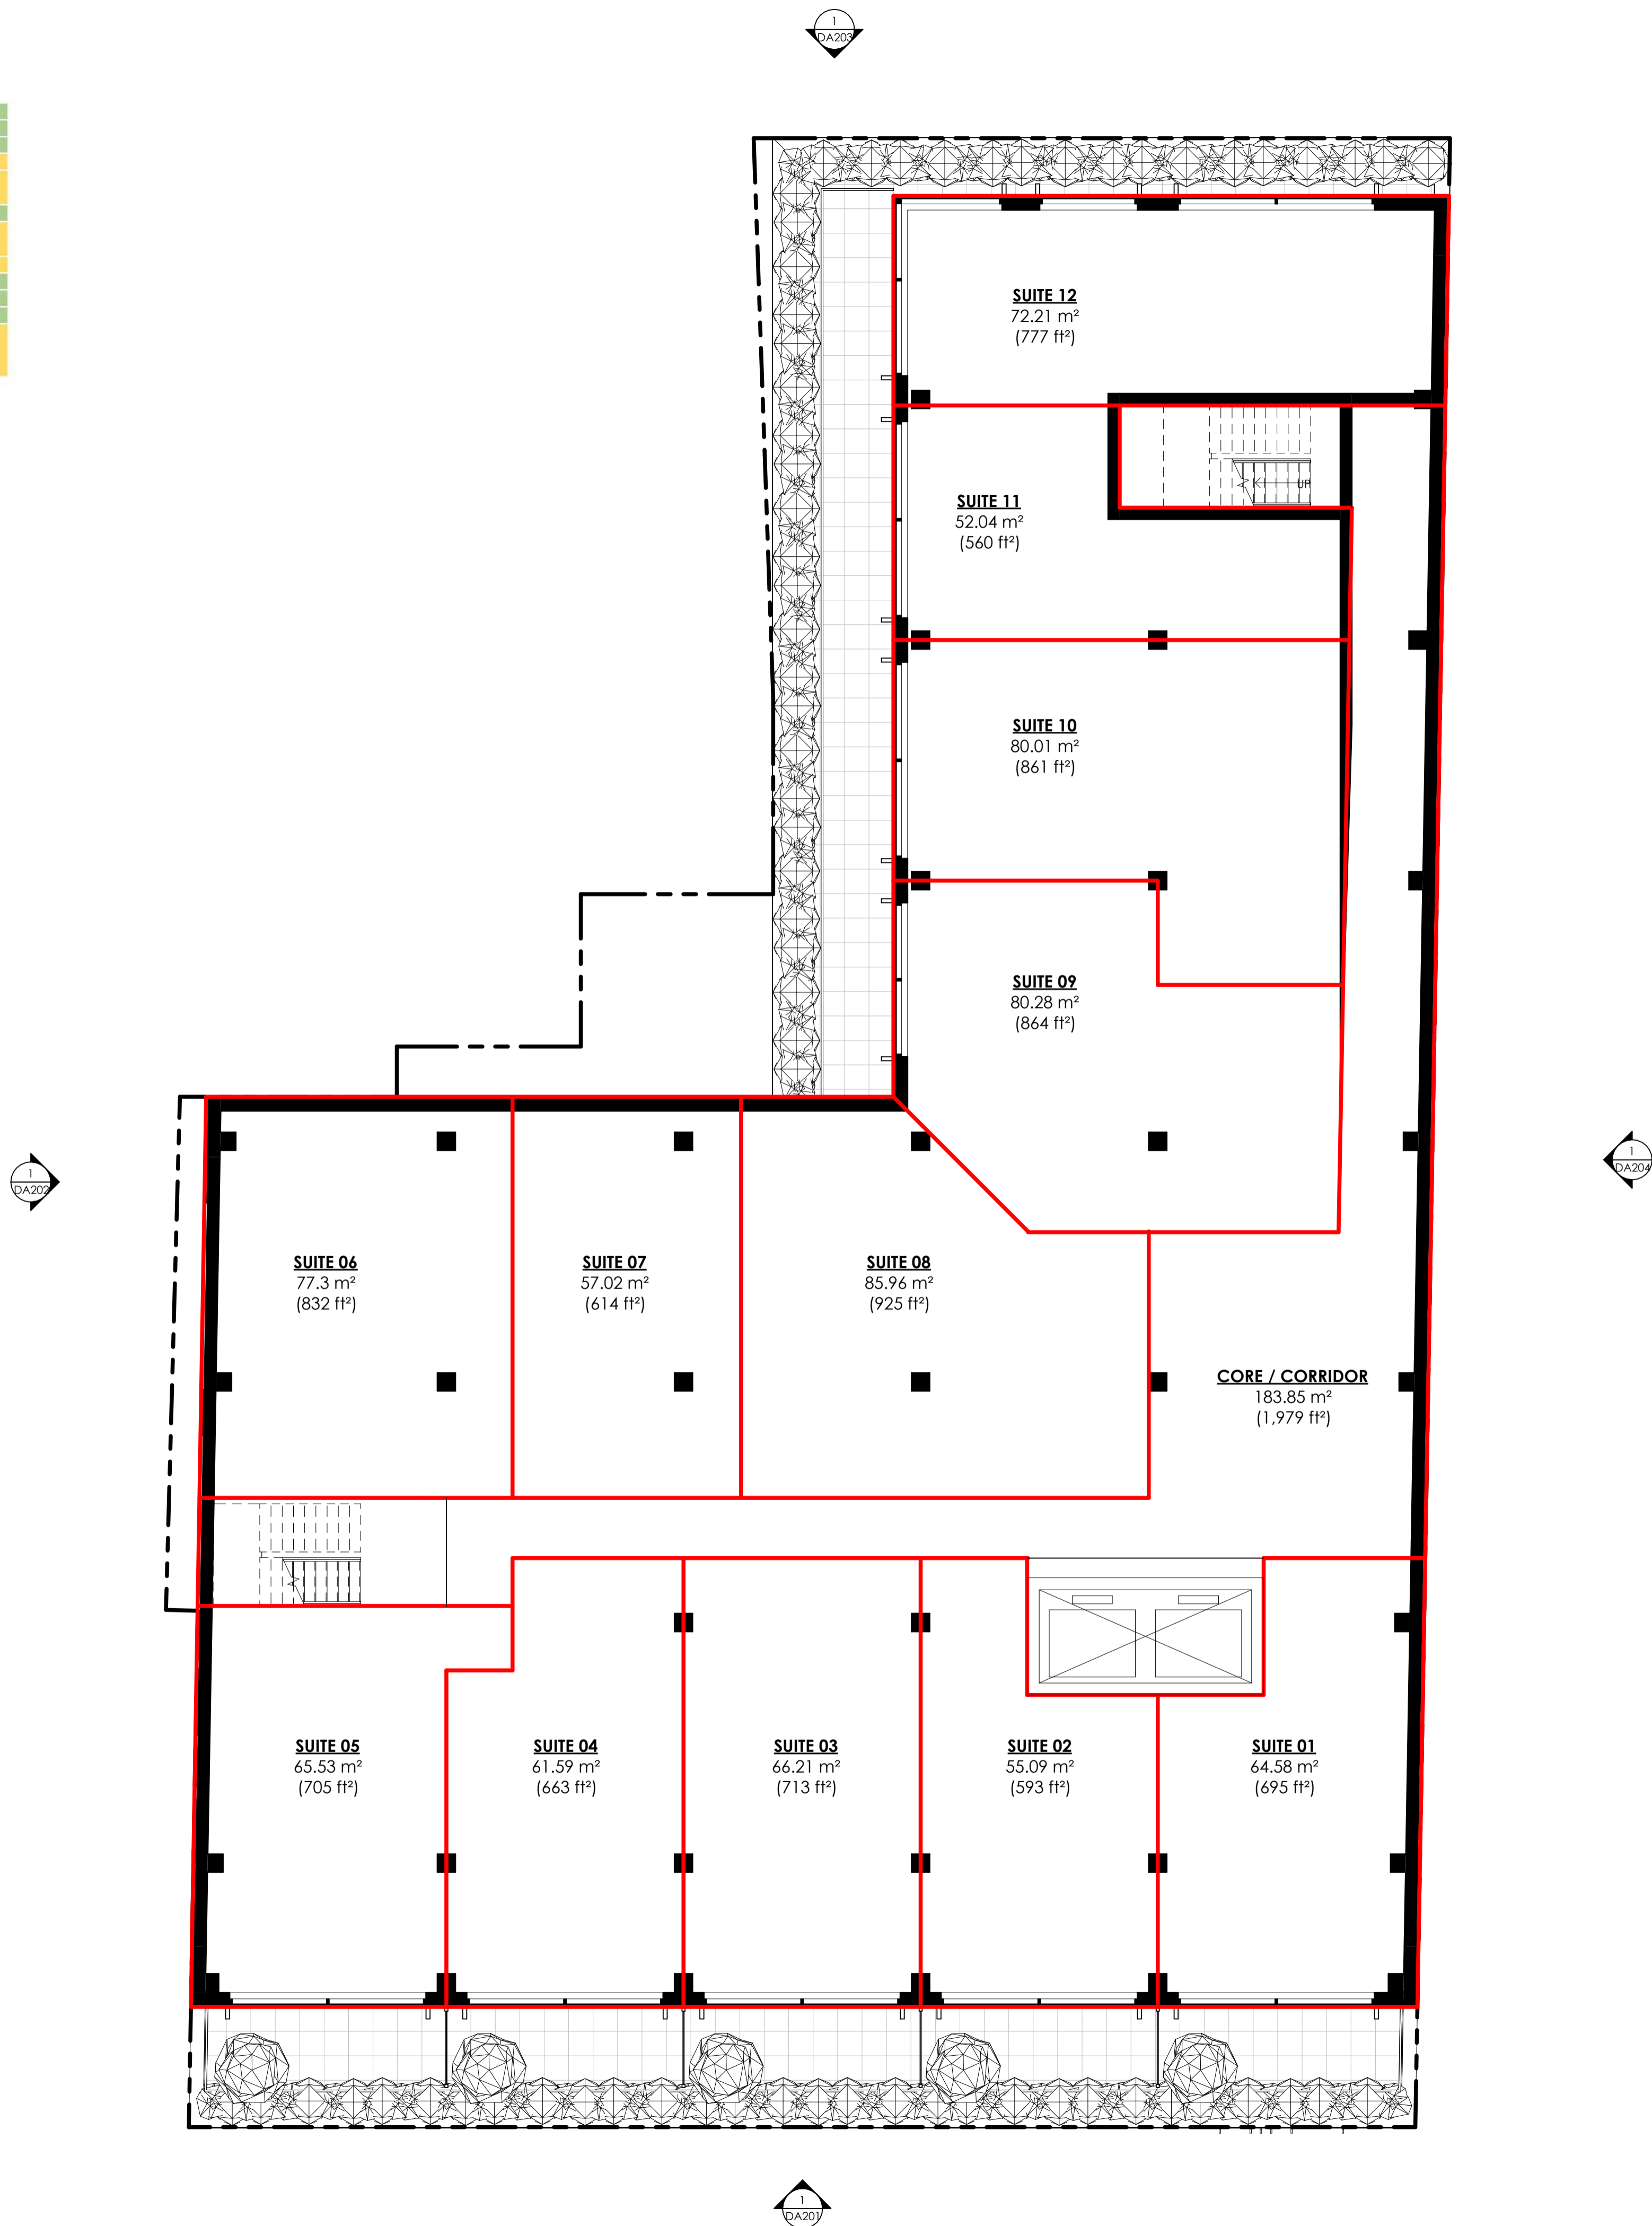 1
DA203
SUITE 12
72.21 m²
(777 ft²)
UP
SUITE 11
52.04 m²
(560 ft²)
SUITE 10
80.01 m²
(861 ft²)
SUITE 09
80.28 m²
(864 ft²)
1
DA202
1
DA204
SUITE 06
77.3 m²
(832 ft²)
SUITE 07
57.02 m²
(614 ft²)
SUITE 08
85.96 m²
(925 ft²)
CORE / CORRIDOR
183.85 m²
(1,979 ft²)
SUITE 05
65.53 m²
(705 ft²)
SUITE 04
61.59 m²
(663 ft²)
SUITE 03
66.21 m²
(713 ft²)
SUITE 02
55.09 m²
(593 ft²)
SUITE 01
64.58 m²
(695 ft²)
1
DA201